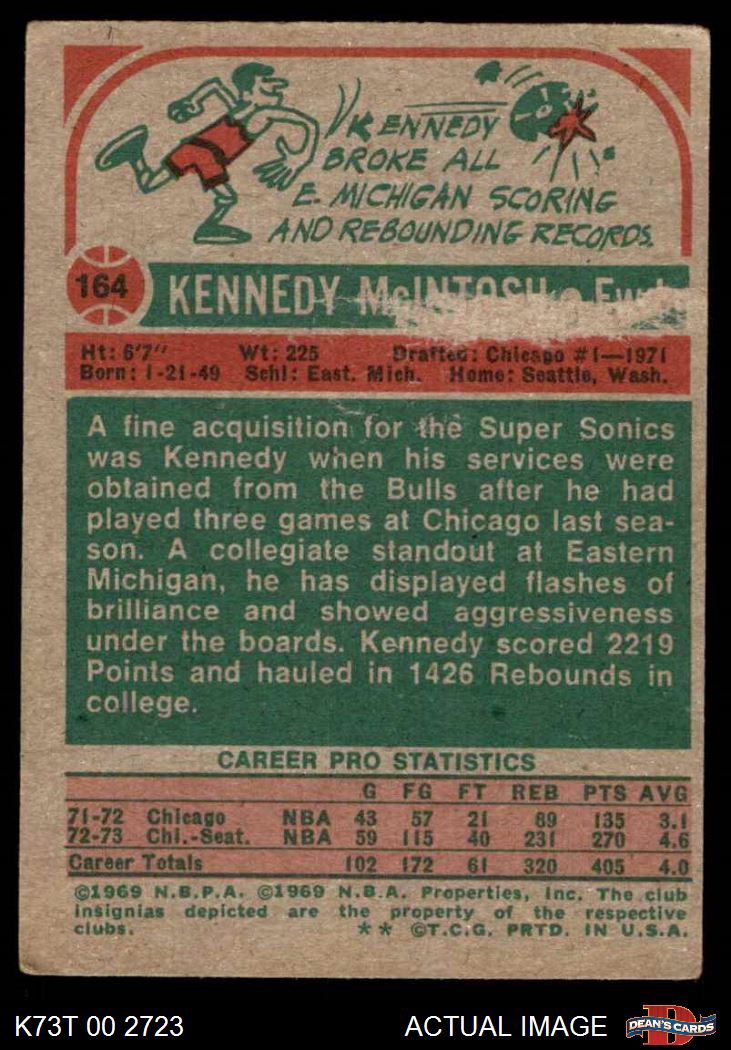 KENNEDY
BROKE ALL
E. MICHIGAN SCORING
AND REBOUNDING RECORDS.
164
KENNEDY McINTOSH
Ht: 6'7" Wt: 225 Drafted: Chicago #1—1971
Born: 1-21-49 Schl: East. Mich. Home: Seattle, Wash.
A fine acquisition for the Super Sonics
was Kennedy when his services were
obtained from the Bulls after he had
played three games at Chicago last sea-
son. A collegiate standout at Eastern
Michigan, he has displayed flashes of
brilliance and showed aggressiveness
under the boards. Kennedy scored 2219
Points and hauled in 1426 Rebounds in
college.
CAREER PRO STATISTICS
G FG FT REB PTS AVG
71-72 Chicago NBA 43 57 21 89 135 3.1
72-73 Chi.-Seat. NBA 59 115 40 231 270 4.6
Career Totals 102 172 61 320 405 4.0
©1969 N.B.P.A. ©1969 N.B.A. Properties, Inc. The club
insignias depicted are the property of the respective
clubs. ** ©T.C.G. PRTD. IN U.S.A.
K73T 00 2723 ACTUAL IMAGE D DEAN'S CARDS